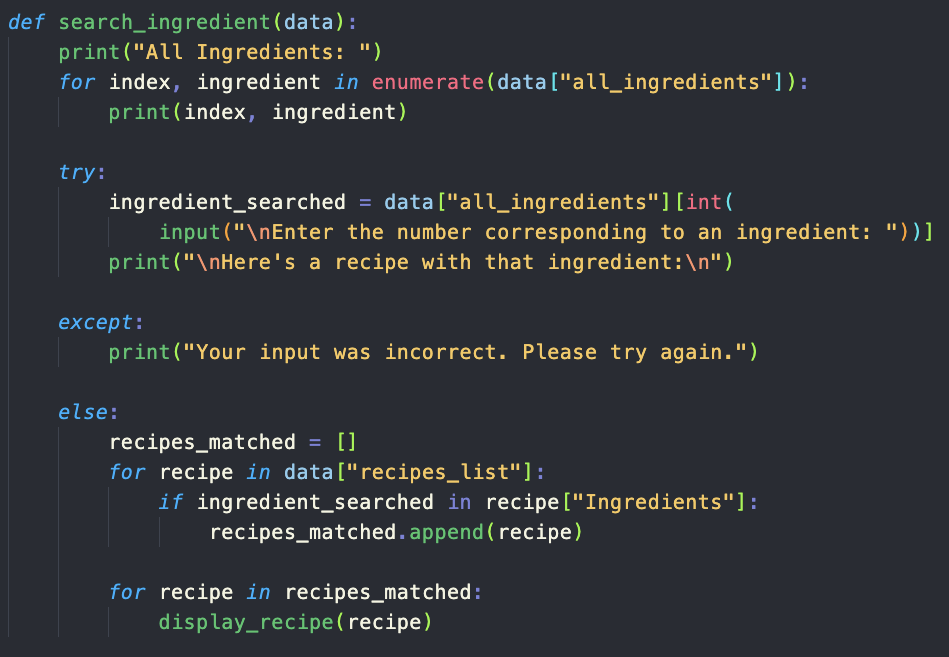 def search_ingredient(data):
    print("All Ingredients: ")
    for index, ingredient in enumerate(data["all_ingredients"]):
        print(index, ingredient)

    try:
        ingredient_searched = data["all_ingredients"][int(
            input("\nEnter the number corresponding to an ingredient: "))]
        print("\nHere's a recipe with that ingredient:\n")

    except:
        print("Your input was incorrect. Please try again.")

    else:
        recipes_matched = []
        for recipe in data["recipes_list"]:
            if ingredient_searched in recipe["Ingredients"]:
                recipes_matched.append(recipe)

        for recipe in recipes_matched:
            display_recipe(recipe)